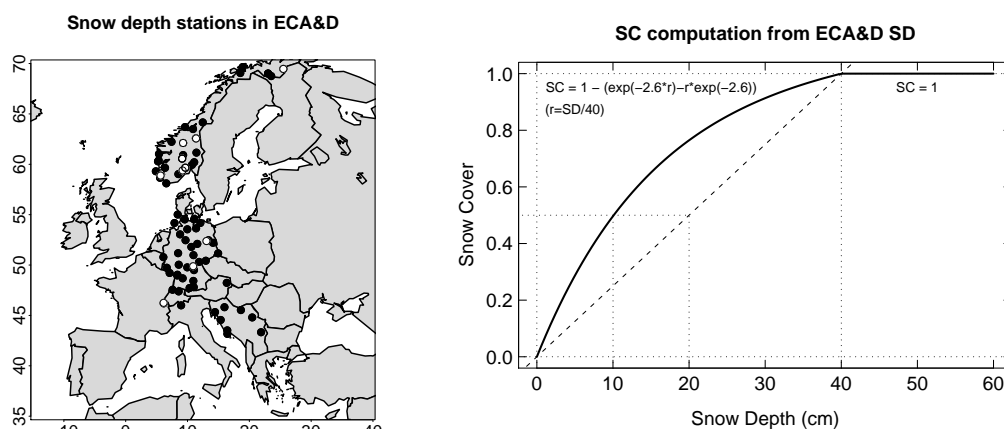 Snow depth stations in ECA&D
70
65
60
55
50
45
40
35
-10 0 10 20 30 40
SC computation from ECA&D SD
SC = 1 − (exp(−2.6*r)−r*exp(−2.6))
(r=SD/40)
SC = 1
Snow Cover
1.0
0.8
0.6
0.4
0.2
0.0
0 10 20 30 40 50 60
Snow Depth (cm)